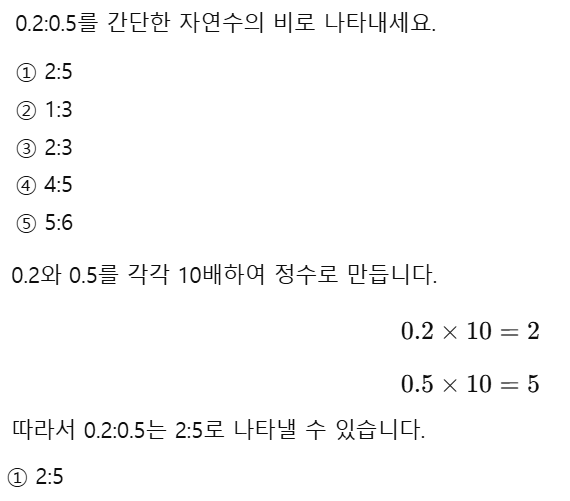 0.2:0.5를 간단한 자연수의 비로 나타내세요.
① 2:5
② 1:3
③ 2:3
④ 4:5
⑤ 5:6
0.2와 0.5를 각각 10배하여 정수로 만듭니다.
0.2 × 10 = 2
0.5 × 10 = 5
따라서 0.2:0.5는 2:5로 나타낼 수 있습니다.
① 2:5